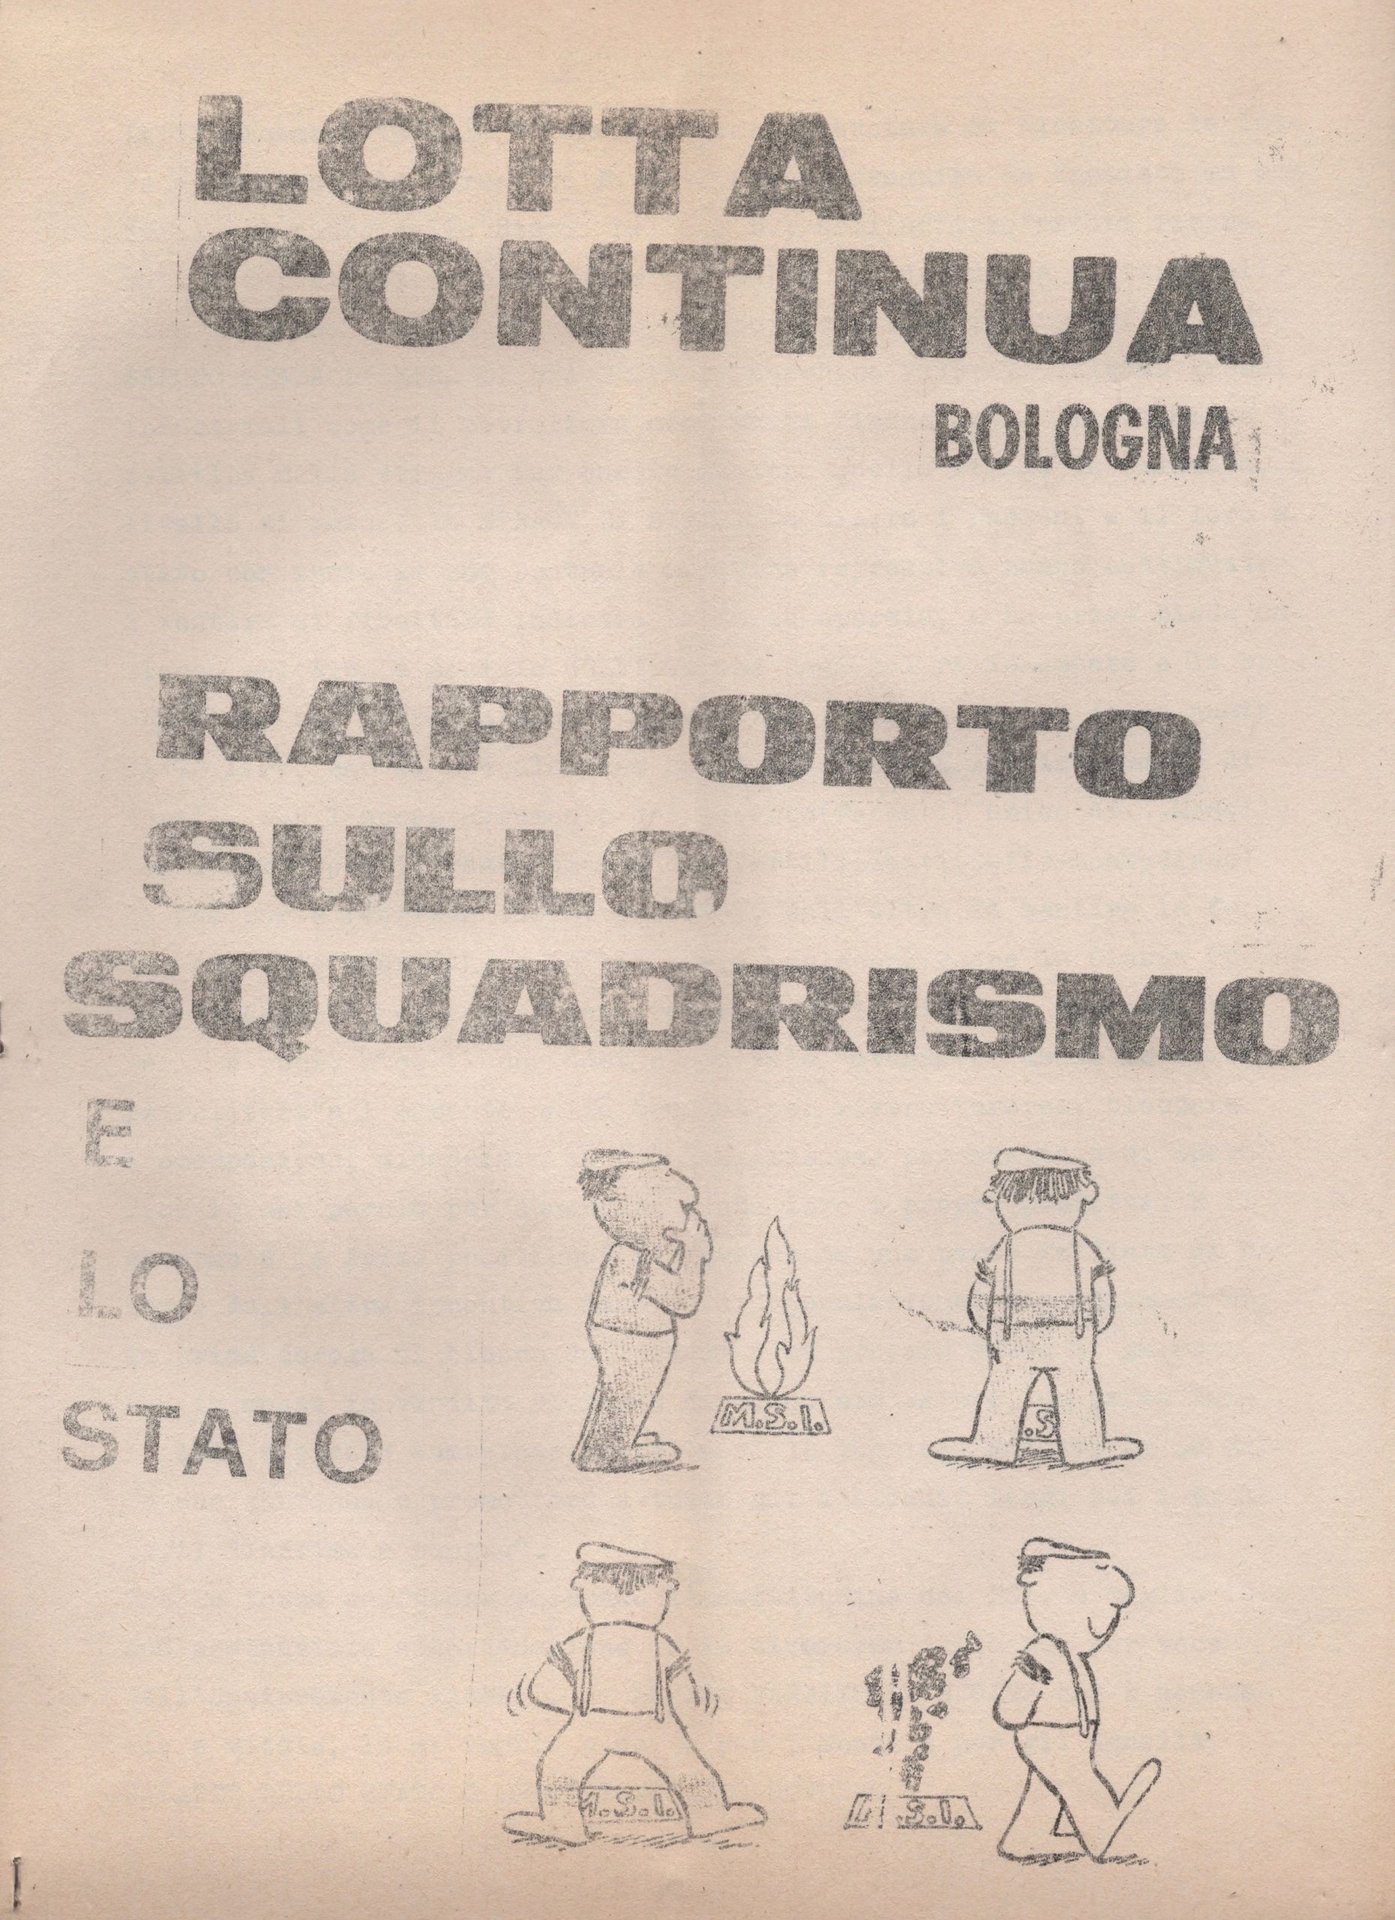 LOTTA
CONTINUA
BOLOGNA
RAPPORTO
SULLO
SQUADRISMO
E
LO
STATO
M.S.I.
.S
M.S.I.
.S.I.